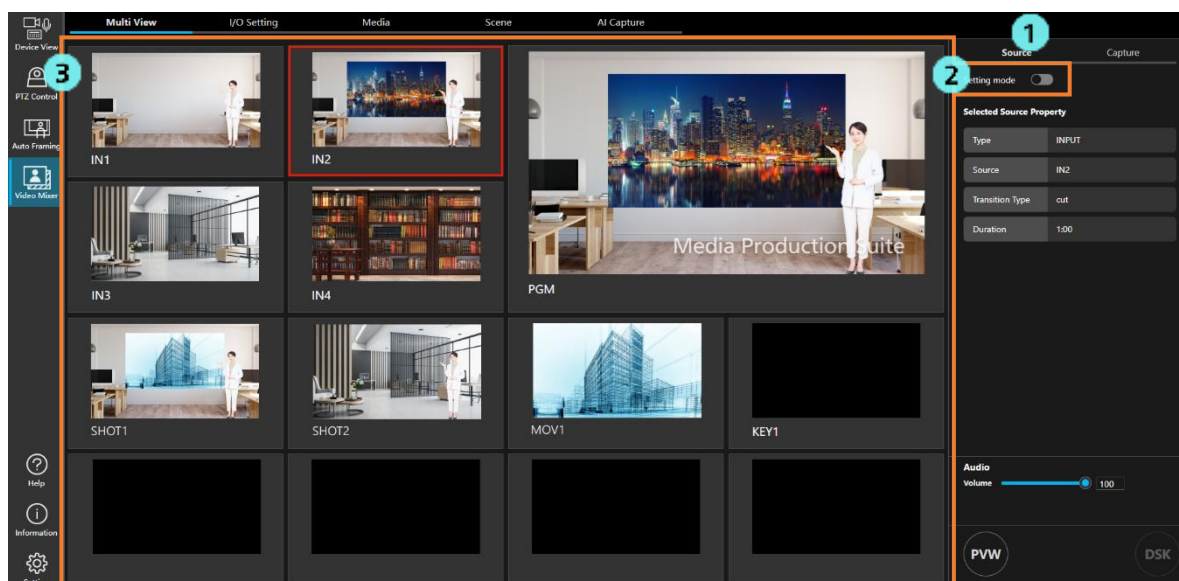 Multi View I/O Setting Media Scene AI Capture
Device View
PTZ Control
Auto Framing
Video Mixer
Help
Information
3
IN1
IN2
PGM
Media Production Suite
IN3
IN4
SHOT1
SHOT2
MOV1
KEY1
1
Source Capture
2
etting mode
Selected Source Property
Type INPUT
Source IN2
Transition Type cut
Duration 1:00
Audio
Volume 100
PVW DSK